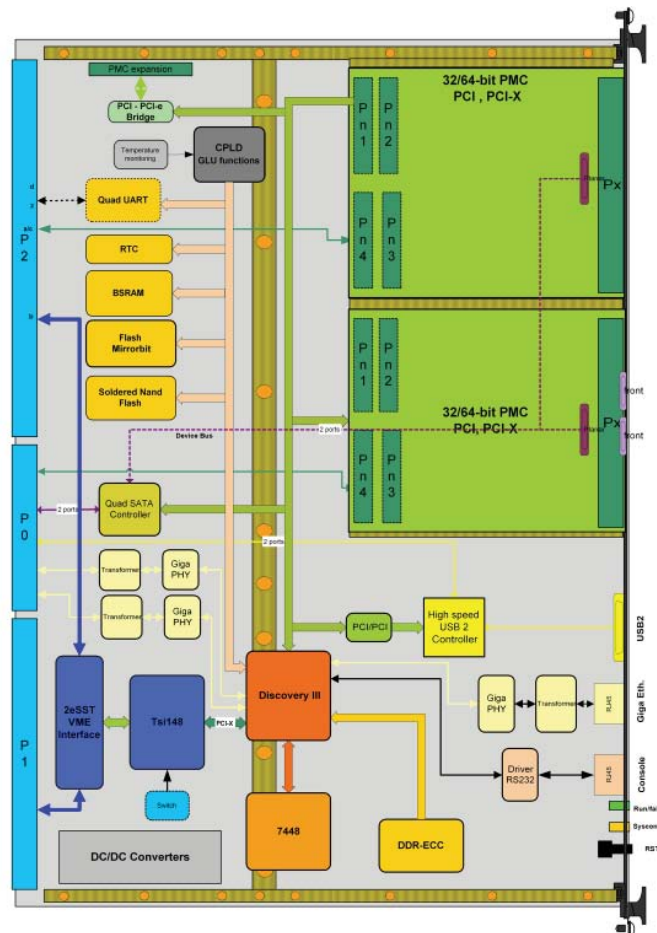 PMC expansion
PCI - PCI-e
Bridge
Temperature
monitoring
CPLD
GLU functions
d
z
a/c
P
2
b
Quad UART
RTC
BSRAM
Flash
Mirrorbit
Soldered Nand
Flash
32/64-bit PMC
PCI , PCI-X
P
n
1
P
n
2
P
n
4
P
n
3
Px
P
n
1
P
n
2
32/64-bit PMC
PCI, PCI-X
P
n
4
P
n
3
Px
front
front
2 ports
Device Bus
P
0
2 ports
Quad SATA
Controller
2 ports
Transformer
Giga
PHY
Transformer
Giga
PHY
PCI/PCI
High speed
USB 2
Controller
USB2
P
1
2eSST
VME
Interface
Tsi148
PCI-X
Discovery III
Giga
PHY
Transformer
RJ45
Giga Eth.
Switch
Driver
RS232
RJ45
Console
7448
DDR-ECC
DC/DC Converters
Run/fai
Syscon
RST